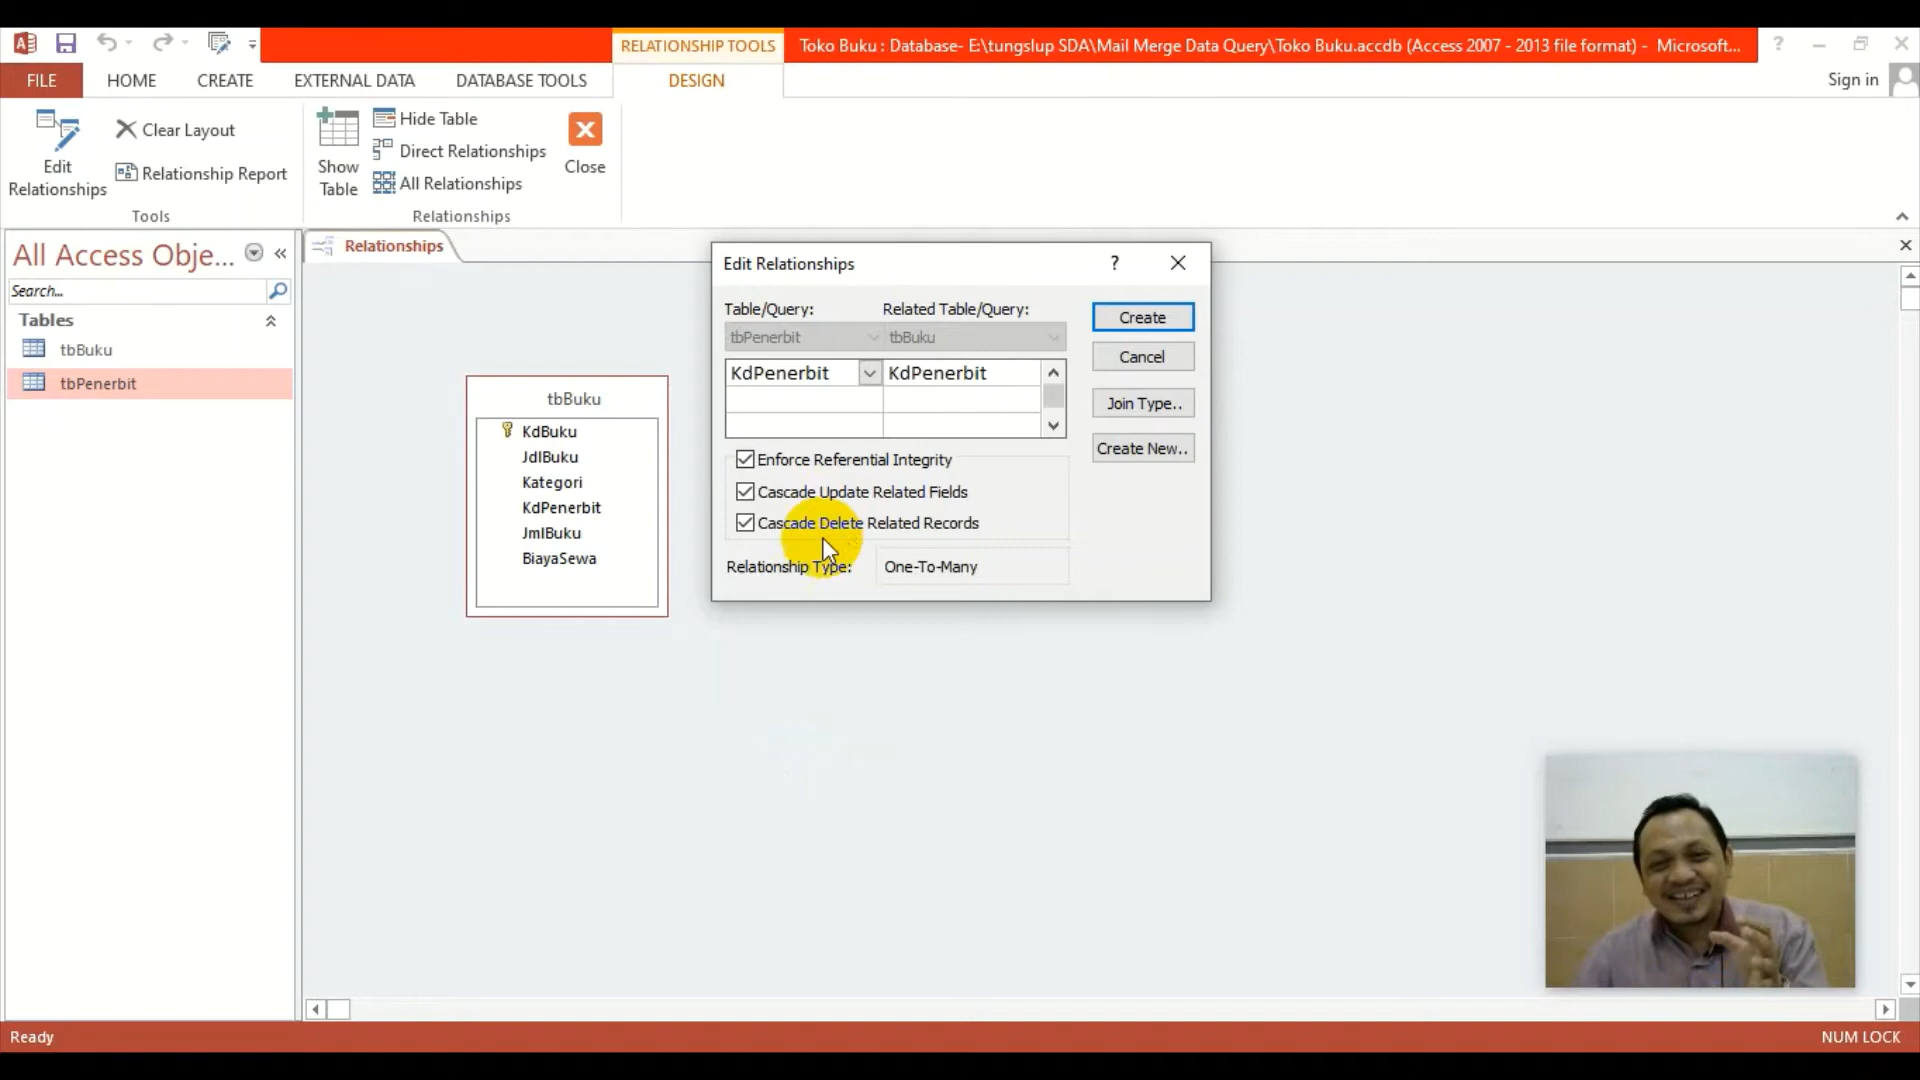 RELATIONSHIP TOOLS
Toko Buku : Database- E:\tungslup SDA\Mail Merge Data Query\Toko Buku.accdb (Access 2007 - 2013 file format) - Microsoft...
?
FILE
HOME
CREATE
EXTERNAL DATA
DATABASE TOOLS
DESIGN
Sign in
Edit
Relationships
Clear Layout
Relationship Report
Tools
Show
Table
Hide Table
Direct Relationships
All Relationships
Close
Relationships
All Access Obje...
Search...
Tables
tbBuku
tbPenerbit
Relationships
tbBuku
KdBuku
JdlBuku
Kategori
KdPenerbit
JmlBuku
BiayaSewa
Edit Relationships
?
Table/Query:
Related Table/Query:
tbPenerbit
tbBuku
KdPenerbit
KdPenerbit
Enforce Referential Integrity
Cascade Update Related Fields
Cascade Delete Related Records
Relationship Type:
One-To-Many
Create
Cancel
Join Type..
Create New..
Ready
NUM LOCK